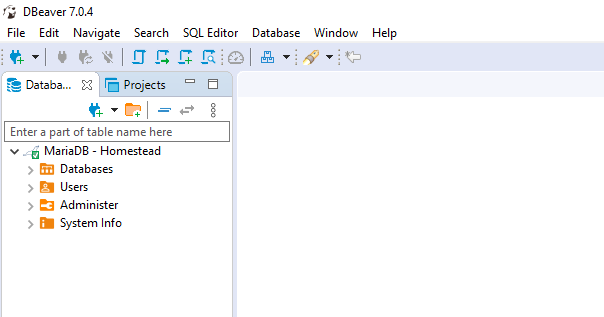 DBeaver 7.0.4
File Edit Navigate Search SQL Editor Database Window Help
Databa... Projects
Enter a part of table name here
MariaDB - Homestead
Databases
Users
Administer
System Info